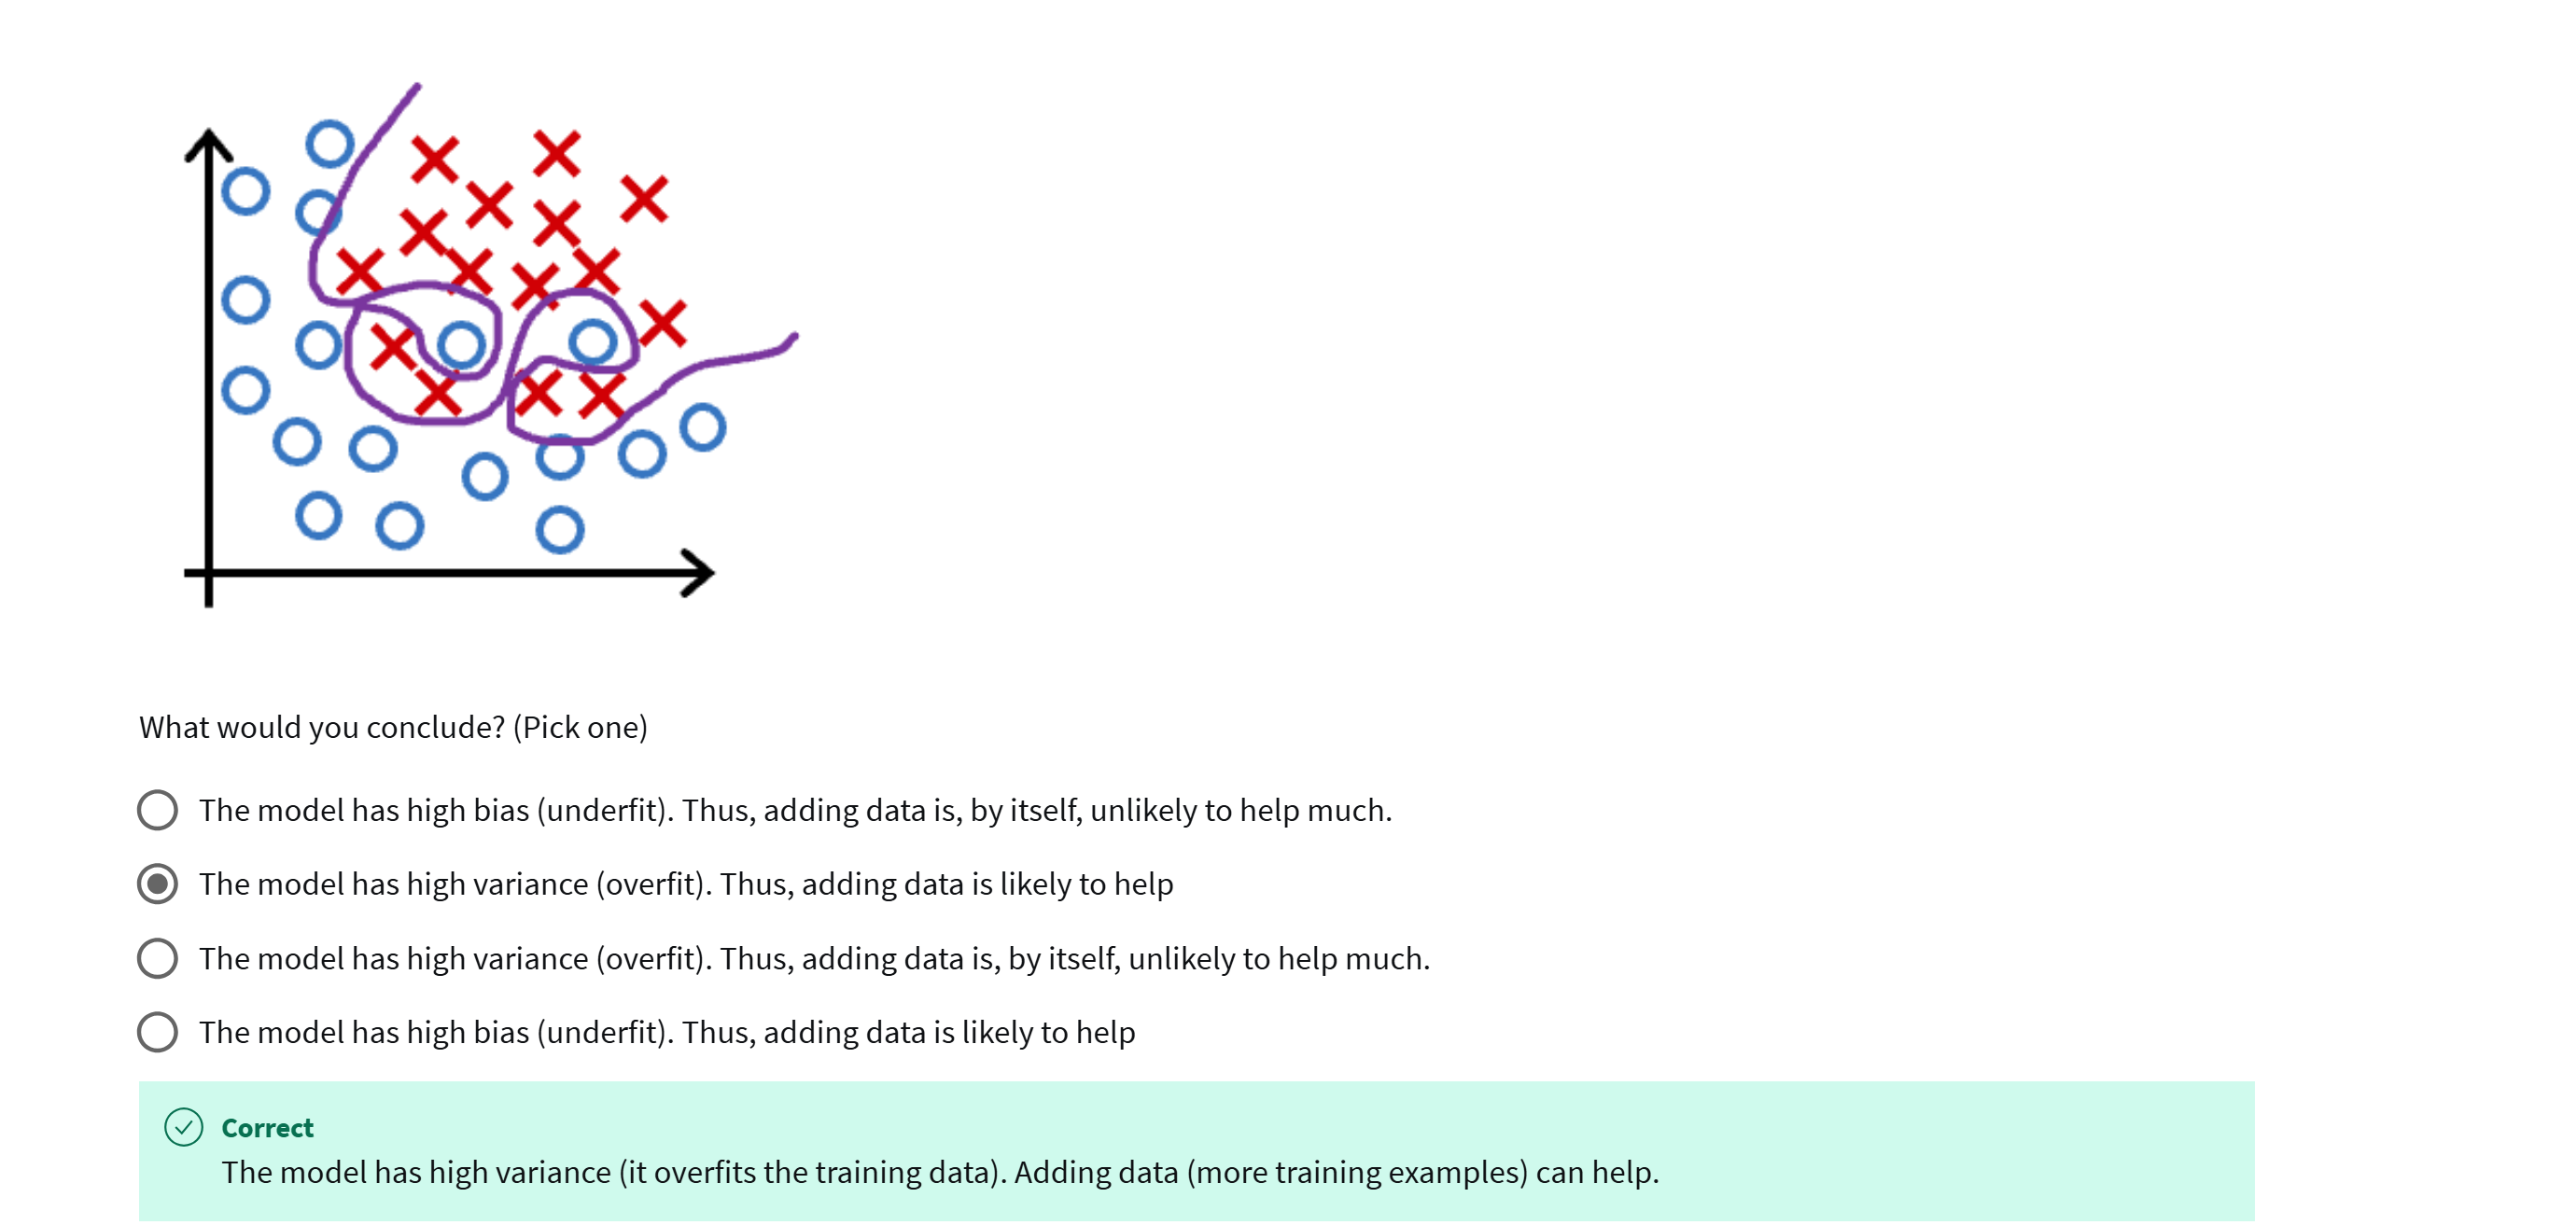 What would you conclude? (Pick one)
The model has high bias (underfit). Thus, adding data is, by itself, unlikely to help much.
The model has high variance (overfit). Thus, adding data is likely to help
The model has high variance (overfit). Thus, adding data is, by itself, unlikely to help much.
The model has high bias (underfit). Thus, adding data is likely to help
Correct
The model has high variance (it overfits the training data). Adding data (more training examples) can help.